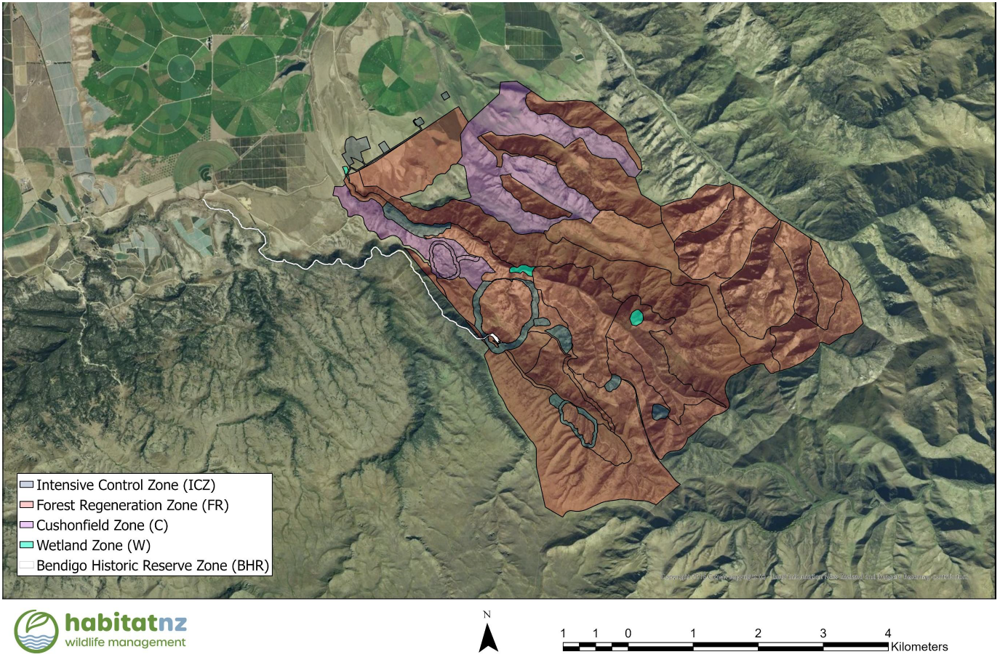 Intensive Control Zone (ICZ)
Forest Regeneration Zone (FR)
Cushonfield Zone (C)
Wetland Zone (W)
Bendigo Historic Reserve Zone (BHR)
habitatnz
wildlife management
N
1 1 0 1 2 3 4
Kilometers